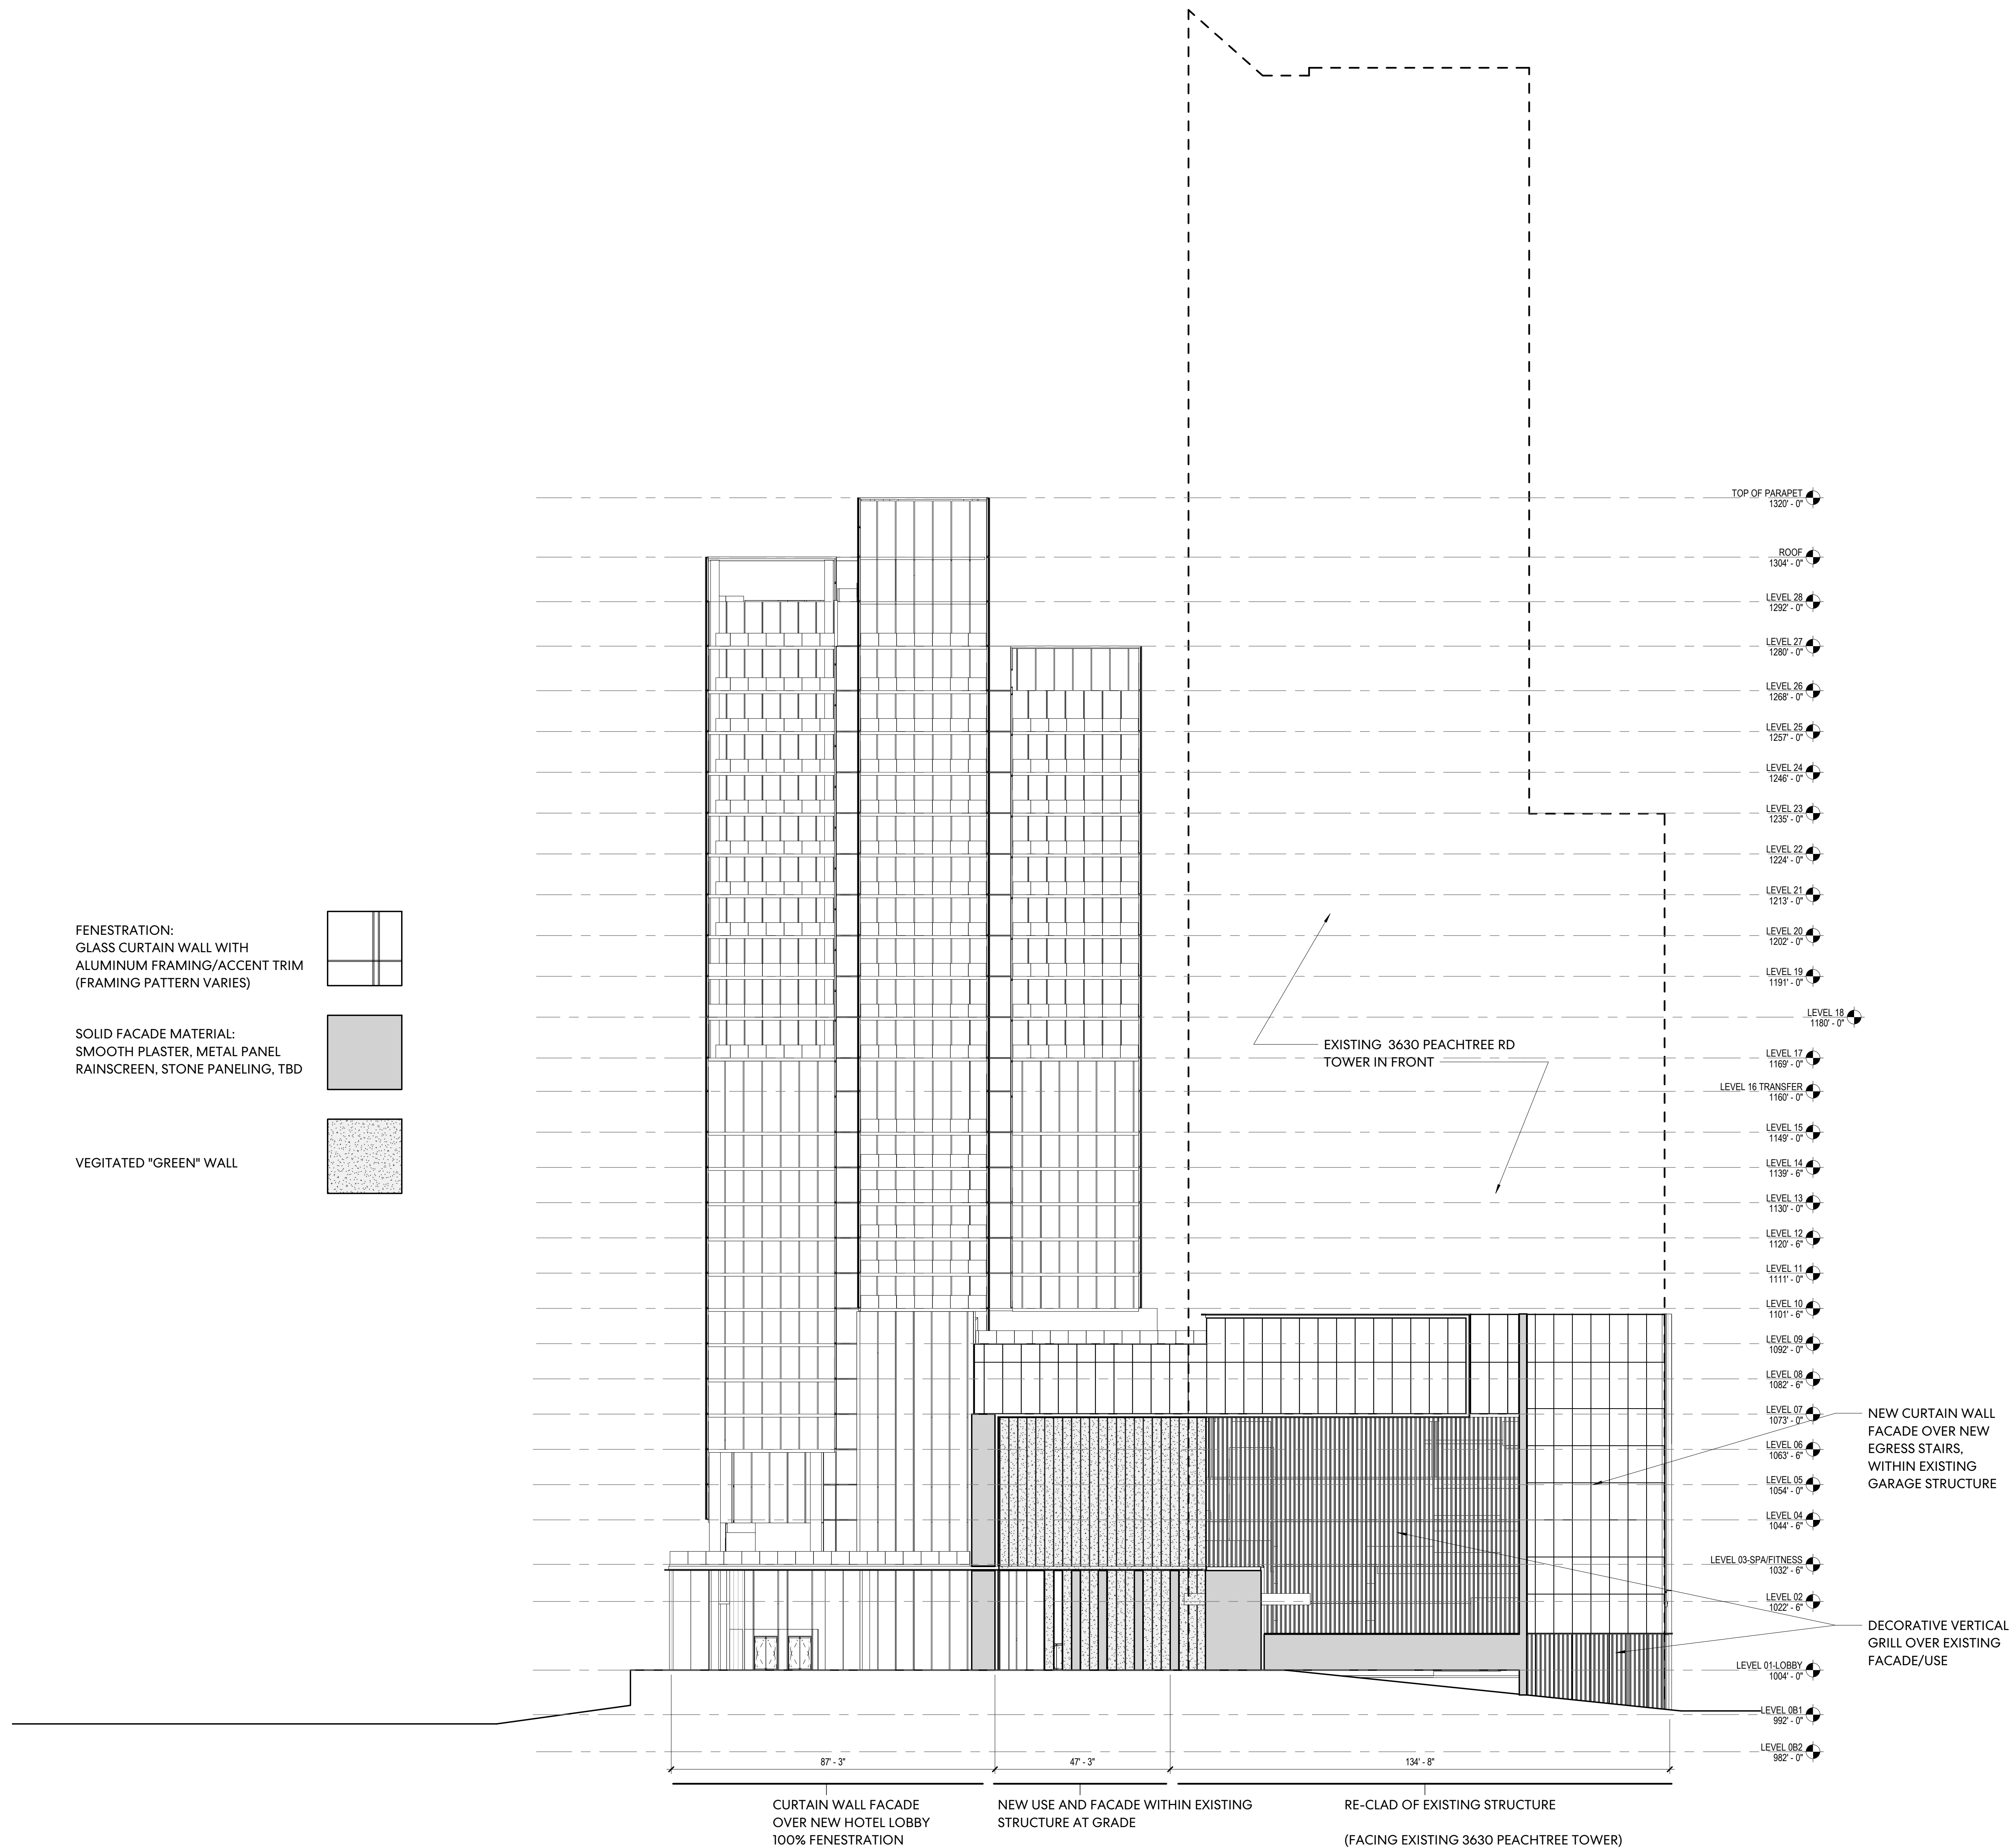 TOP OF PARAPET
1320' - 0"
ROOF
1304' - 0"
LEVEL 28
1292' - 0"
LEVEL 27
1280' - 0"
LEVEL 26
1268' - 0"
LEVEL 25
1257' - 0"
LEVEL 24
1246' - 0"
LEVEL 23
1235' - 0"
LEVEL 22
1224' - 0"
LEVEL 21
1213' - 0"
LEVEL 20
1202' - 0"
LEVEL 19
1191' - 0"
LEVEL 18
1180' - 0"
LEVEL 17
1169' - 0"
LEVEL 16 TRANSFER
1160' - 0"
LEVEL 15
1149' - 0"
LEVEL 14
1139' - 6"
LEVEL 13
1130' - 0"
LEVEL 12
1120' - 6"
LEVEL 11
1111' - 0"
LEVEL 10
1101' - 6"
LEVEL 09
1092' - 0"
LEVEL 08
1082' - 6"
LEVEL 07
1073' - 0"
LEVEL 06
1063' - 6"
LEVEL 05
1054' - 0"
LEVEL 04
1044' - 6"
LEVEL 03-SPA/FITNESS
1032' - 6"
LEVEL 02
1022' - 6"
LEVEL 01-LOBBY
1004' - 0"
LEVEL 0B1
992' - 0"
LEVEL 0B2
982' - 0"
FENESTRATION:
GLASS CURTAIN WALL WITH
ALUMINUM FRAMING/ACCENT TRIM
(FRAMING PATTERN VARIES)
SOLID FACADE MATERIAL:
SMOOTH PLASTER, METAL PANEL
RAINSCREEN, STONE PANELING, TBD
VEGITATED "GREEN" WALL
EXISTING 3630 PEACHTREE RD
TOWER IN FRONT
NEW CURTAIN WALL
FACADE OVER NEW
EGRESS STAIRS,
WITHIN EXISTING
GARAGE STRUCTURE
DECORATIVE VERTICAL
GRILL OVER EXISTING
FACADE/USE
87' - 3"
47' - 3"
134' - 8"
CURTAIN WALL FACADE
OVER NEW HOTEL LOBBY
100% FENESTRATION
NEW USE AND FACADE WITHIN EXISTING
STRUCTURE AT GRADE
RE-CLAD OF EXISTING STRUCTURE
(FACING EXISTING 3630 PEACHTREE TOWER)